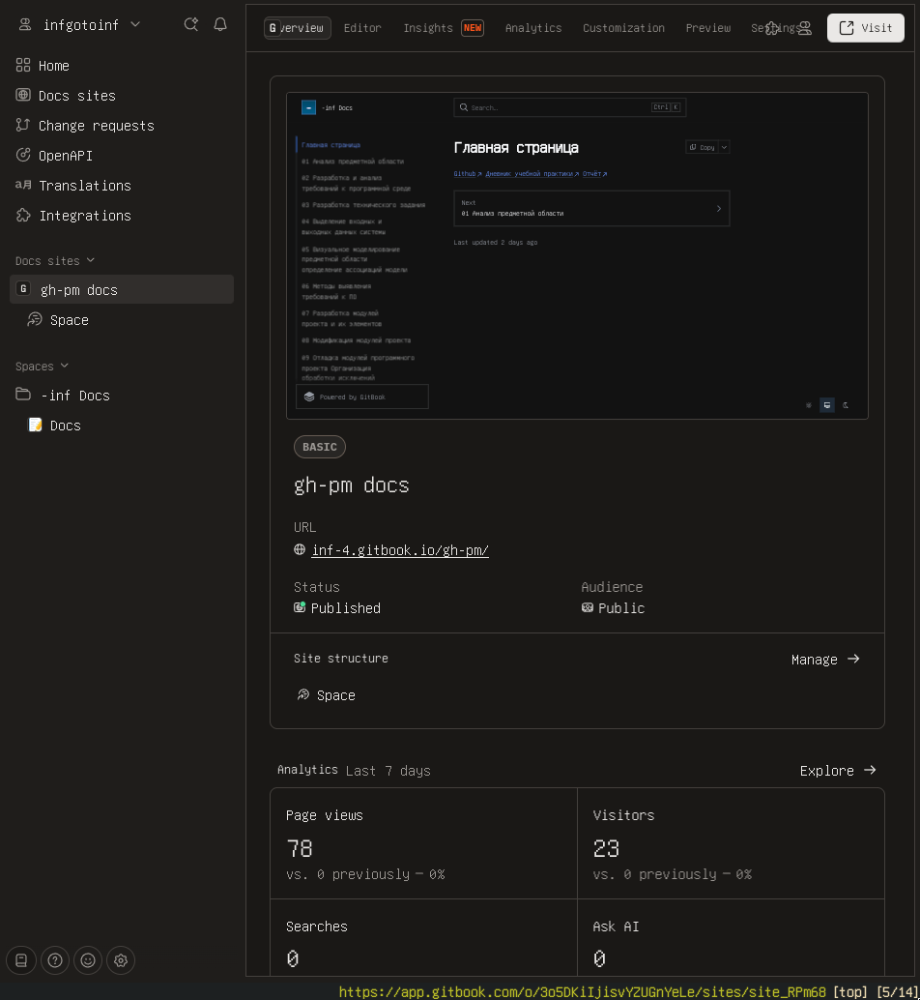 infgotoinf
Home
Docs sites
Change requests
OpenAPI
Translations
Integrations
Docs sites
G gh-pm docs
Space
Spaces
-inf Docs
Docs
G verview Editor Insights NEW Analytics Customization Preview Settings Visit
-inf Docs
Search…
Ctrl K
Главная страница
01 Анализ предметной области
02 Разработка и анализ
требований к программной среде
03 Разработка технического задания
04 Выделение входных и
выходных данных системы
05 Визуальное моделирование
предметной области
определение ассоциаций модели
06 Методы выявления
требований к ПО
07 Разработка модулей
проекта и их элементов
08 Модификация модулей проекта
09 Отладка модулей программного
проекта Организация
обработки исключений
Powered by GitBook
Главная страница
Copy
Github Дневник учебной практики Отчёт
Next
01 Анализ предметной области
Last updated 2 days ago
BASIC
gh-pm docs
URL
inf-4.gitbook.io/gh-pm/
Status
Published
Audience
Public
Site structure
Manage
Space
Analytics Last 7 days
Explore
Page views
78
vs. 0 previously — 0%
Visitors
23
vs. 0 previously — 0%
Searches
0
Ask AI
0
https://app.gitbook.com/o/3o5DKiIjisvYZUGnYeLe/sites/site_RPm68 [top] [5/14]